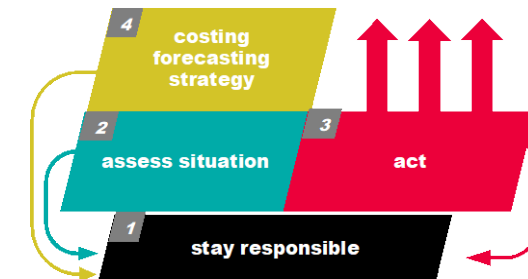 4
costing
forecasting
strategy
2
assess situation
3
act
1
stay responsible